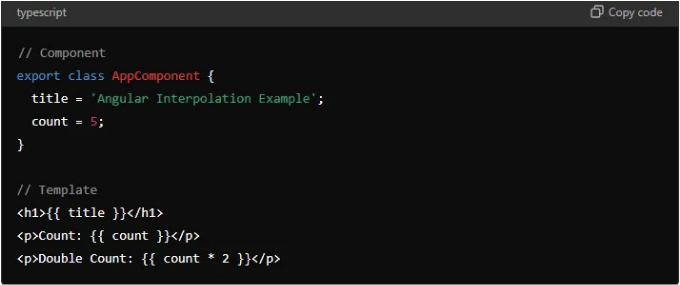 typescript
Copy code
// Component
export class AppComponent {
  title = 'Angular Interpolation Example';
  count = 5;
}
// Template
<h1>{{ title }}</h1>
<p>Count: {{ count }}</p>
<p>Double Count: {{ count * 2 }}</p>